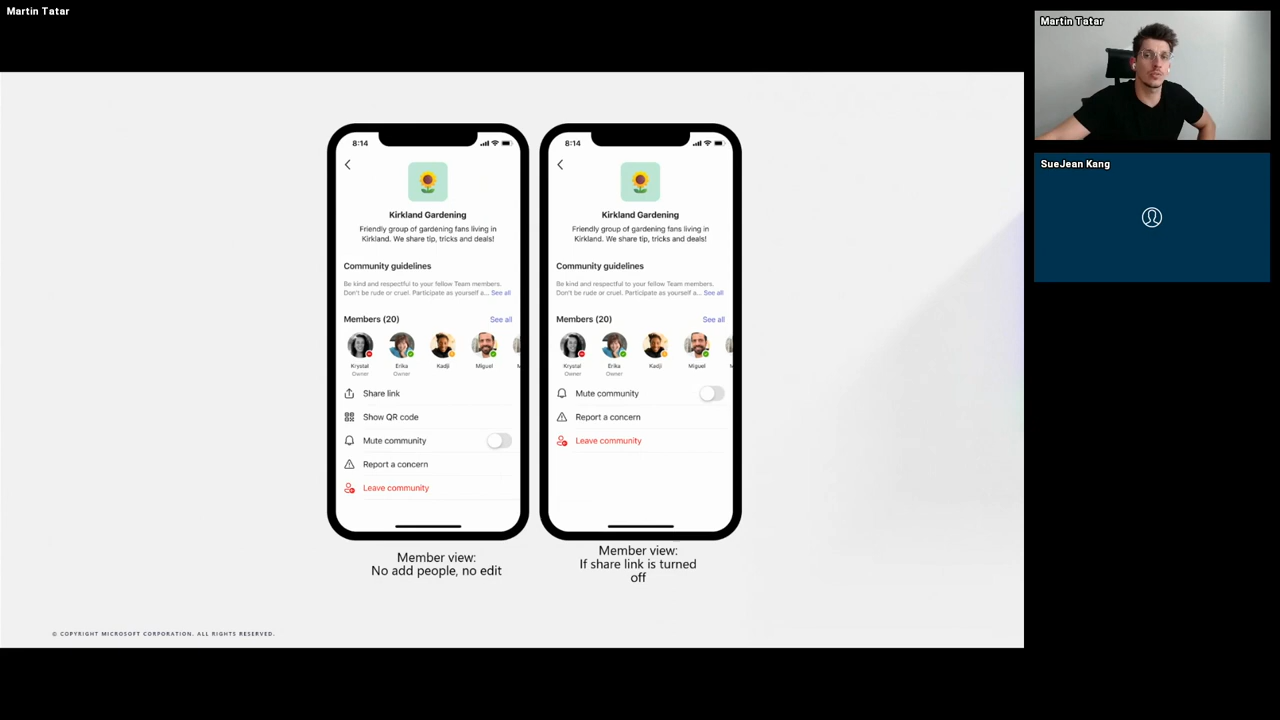 Martin Tatar
Martin Tatar
SueJean Kang
8:14
Kirkland Gardening
Friendly group of gardening fans living in
Kirkland. We share tip, tricks and deals!
Community guidelines
Be kind and respectful to your fellow Team members.
Don't be rude or cruel. Participate as yourself a... See all
Members (20) See all
Krystal Erika Kadji Miguel
Owner Owner
Share link
Show QR code
Mute community
Report a concern
Leave community
Member view:
No add people, no edit
8:14
Kirkland Gardening
Friendly group of gardening fans living in
Kirkland. We share tip, tricks and deals!
Community guidelines
Be kind and respectful to your fellow Team members.
Don't be rude or cruel. Participate as yourself a... See all
Members (20) See all
Krystal Erika Kadji Miguel
Owner Owner
Mute community
Report a concern
Leave community
Member view:
If share link is turned
off
© COPYRIGHT MICROSOFT CORPORATION. ALL RIGHTS RESERVED.